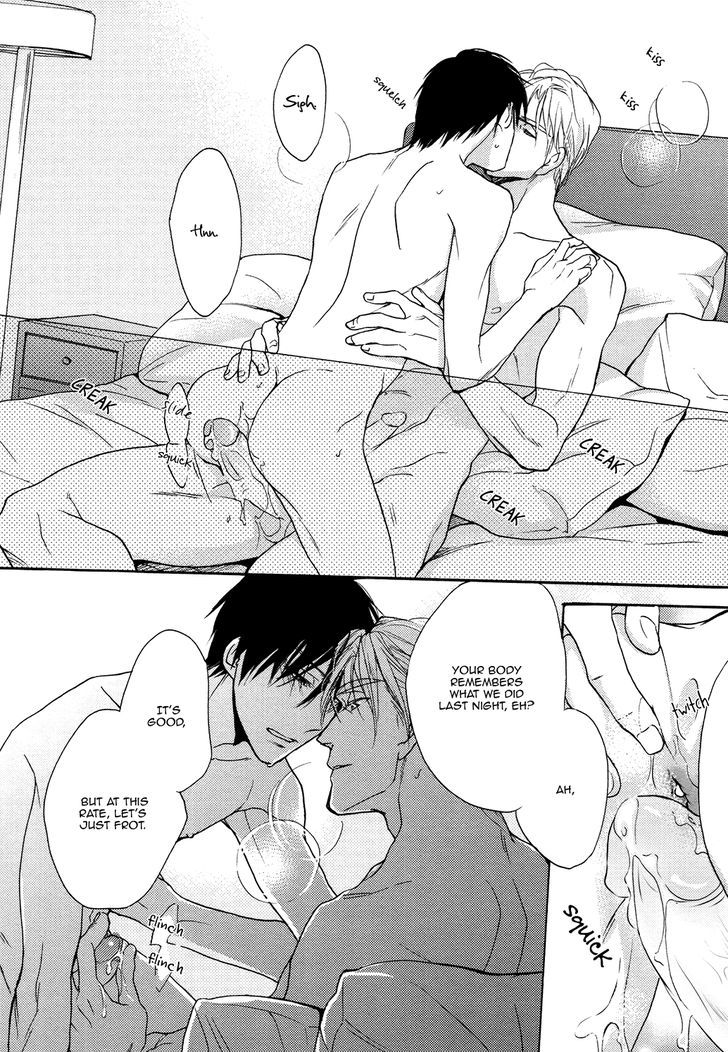 kiss
kiss
squelch
Sigh.
Hnn.
CREAK
slide
squick
CREAK
CREAK
YOUR BODY
REMEMBERS
WHAT WE DID
LAST NIGHT, EH?
AH,
IT'S
GOOD,
BUT AT THIS
RATE, LET'S
JUST FROT.
twitch
flinch
flinch
squick